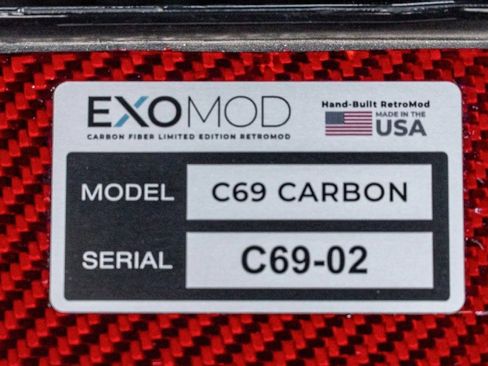 EXOMOD
CARBON FIBER LIMITED EDITION RETROMOD
Hand-Built RetroMod
MADE IN THE
USA
MODEL
C69 CARBON
SERIAL
C69-02